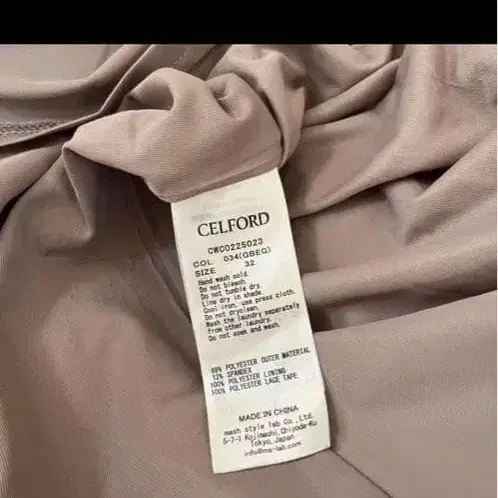 CELFORD
CWCO225023
COL 034(GBEG)
SIZE 32
Hand wash cold.
Do not bleach.
Do not tumble dry.
Line dry in shade.
Cool iron, use press cloth.
Do not dryclean.
Wash the laundry separately
from other laundry.
Do not soak and wash.
88% POLYESTER OUTER MATERIAL
12% SPANDEX
100% POLYESTER LINING
100% POLYESTER LACE TAPE
MADE IN CHINA
mash style lab Co., Ltd.
5-7-1 Kojimachi, Chiyoda-Ku
Tokyo, Japan
info@ms-lab.com